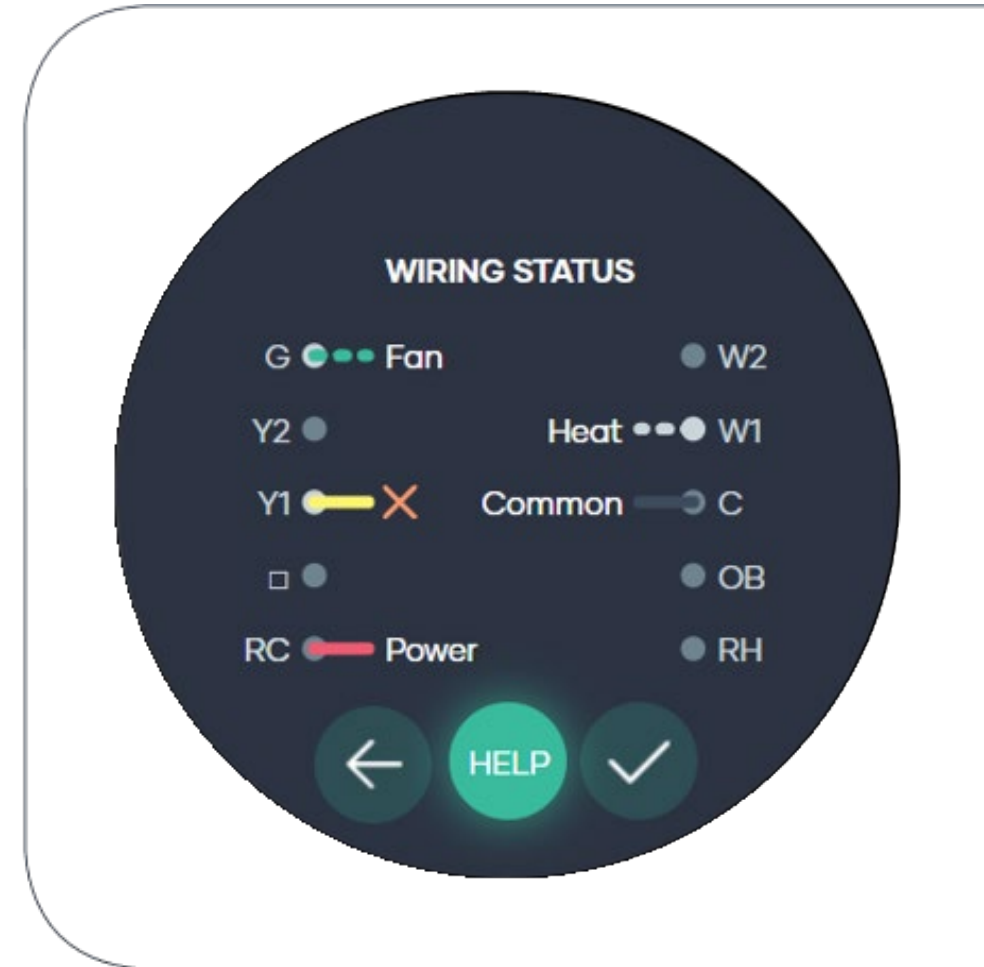 WIRING STATUS
G Fan W2
Y2 Heat W1
Y1 Common C
OB
RC Power RH
HELP